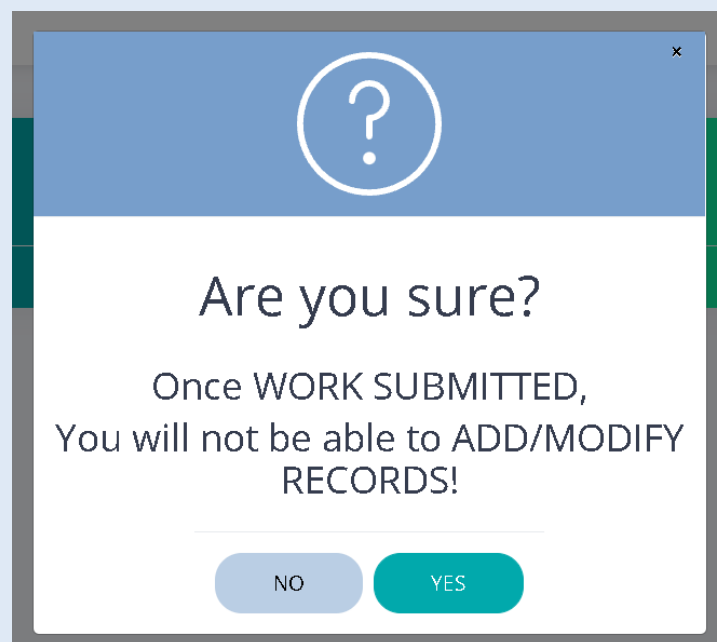 ×
?
Are you sure?
Once WORK SUBMITTED,
You will not be able to ADD/MODIFY
RECORDS!
NO YES